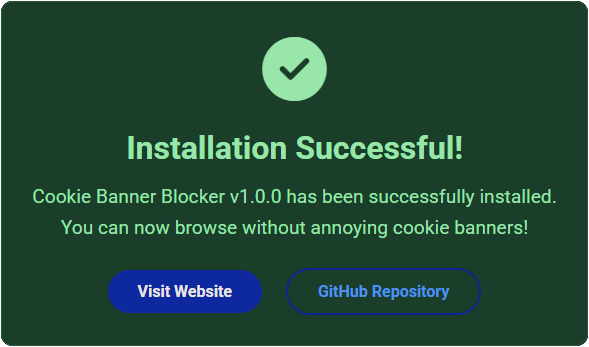 Installation Successful!
Cookie Banner Blocker v1.0.0 has been successfully installed.
You can now browse without annoying cookie banners!
Visit Website
GitHub Repository